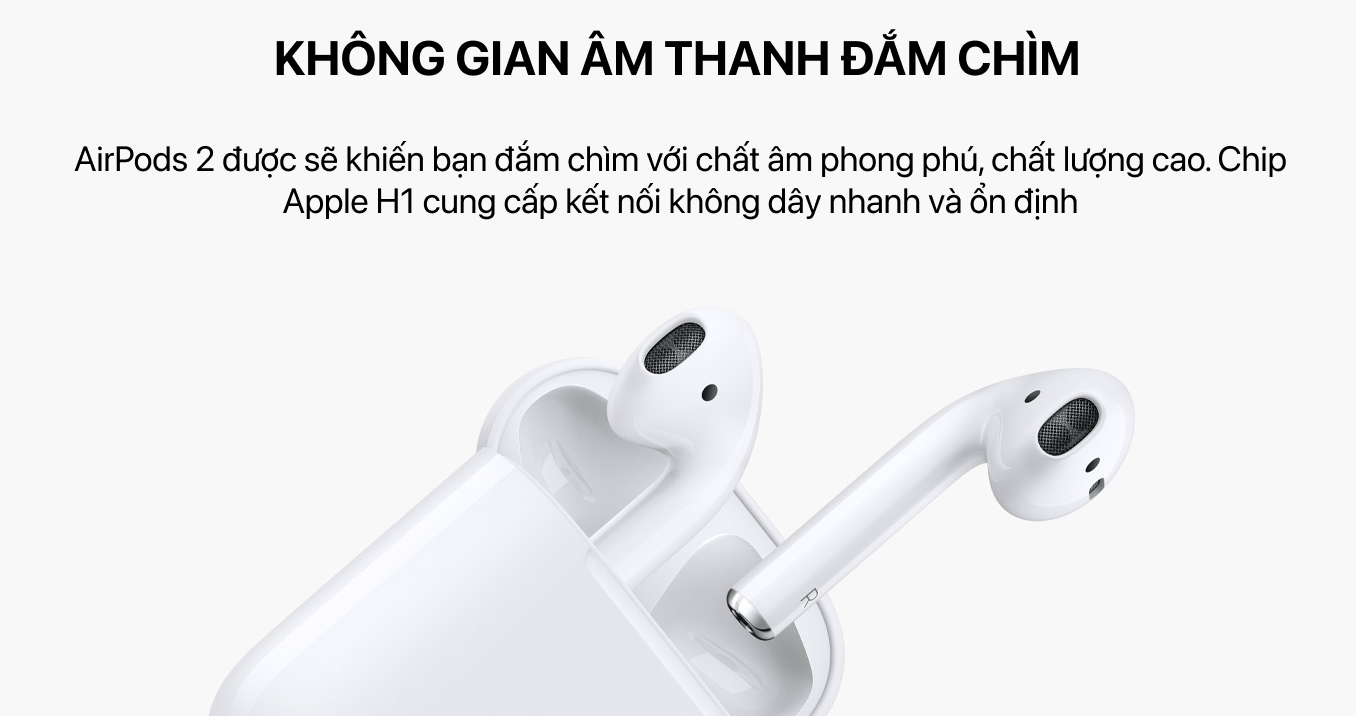 KHÔNG GIAN ÂM THANH ĐẮM CHÌM
AirPods 2 được sẽ khiến bạn đắm chìm với chất âm phong phú, chất lượng cao. Chip
Apple H1 cung cấp kết nối không dây nhanh và ổn định
R